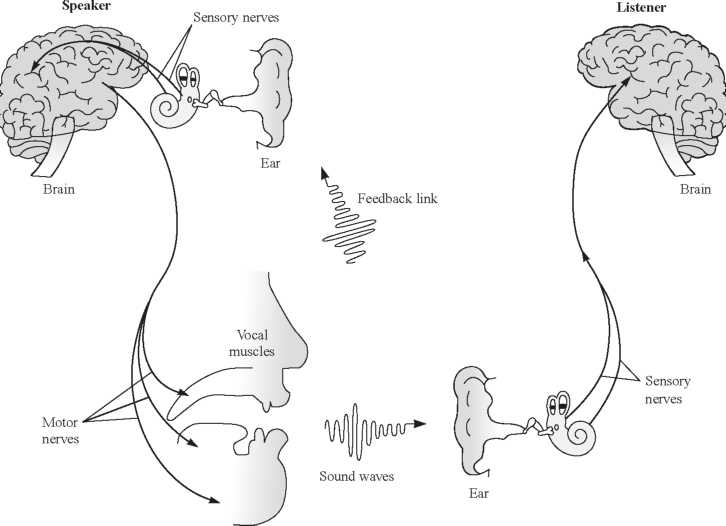 Speaker
Sensory nerves
Listener
Ear
Brain
Feedback link
Brain
Vocal
muscles
Motor
nerves
Sensory
nerves
Sound waves
Ear